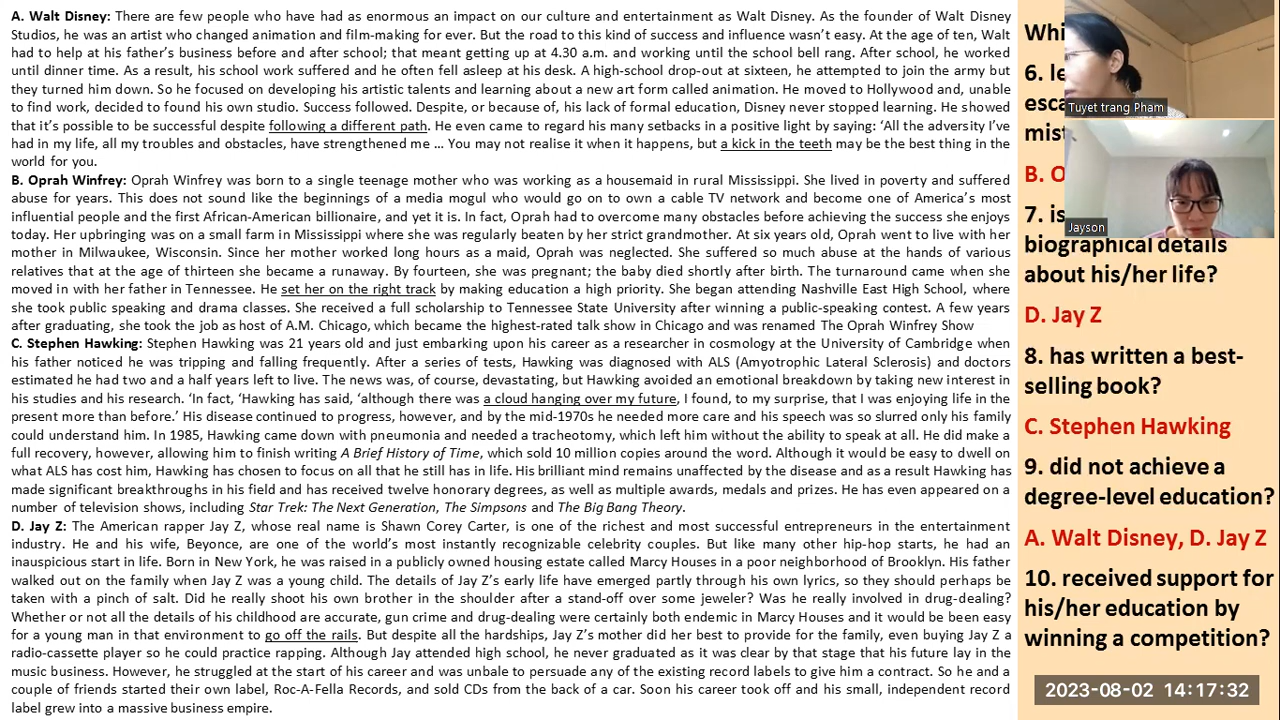 A. Walt Disney: There are few people who have had as enormous an impact on our culture and entertainment as Walt Disney. As the founder of Walt Disney
Studios, he was an artist who changed animation and film-making for ever. But the road to this kind of success and influence wasn't easy. At the age of ten, Walt
had to help at his father's business before and after school; that meant getting up at 4.30 a.m. and working until the school bell rang. After school, he worked
until dinner time. As a result, his school work suffered and he often fell asleep at his desk. A high-school drop-out at sixteen, he attempted to join the army but
they turned him down. So he focused on developing his artistic talents and learning about a new art form called animation. He moved to Hollywood and, unable
to find work, decided to found his own studio. Success followed. Despite, or because of, his lack of formal education, Disney never stopped learning. He showed
that it's possible to be successful despite following a different path. He even came to regard his many setbacks in a positive light by saying: 'All the adversity I've
had in my life, all my troubles and obstacles, have strengthened me ... You may not realise it when it happens, but a kick in the teeth may be the best thing in the
world for you.
B. Oprah Winfrey: Oprah Winfrey was born to a single teenage mother who was working as a housemaid in rural Mississippi. She lived in poverty and suffered
abuse for years. This does not sound like the beginnings of a media mogul who would go on to own a cable TV network and become one of America's most
influential people and the first African-American billionaire, and yet it is. In fact, Oprah had to overcome many obstacles before achieving the success she enjoys
today. Her upbringing was on a small farm in Mississippi where she was regularly beaten by her strict grandmother. At six years old, Oprah went to live with her
mother in Milwaukee, Wisconsin. Since her mother worked long hours as a maid, Oprah was neglected. She suffered so much abuse at the hands of various
relatives that at the age of thirteen she became a runaway. By fourteen, she was pregnant; the baby died shortly after birth. The turnaround came when she
moved in with her father in Tennessee. He set her on the right track by making education a high priority. She began attending Nashville East High School, where
she took public speaking and drama classes. She received a full scholarship to Tennessee State University after winning a public-speaking contest. A few years
after graduating, she took the job as host of A.M. Chicago, which became the highest-rated talk show in Chicago and was renamed The Oprah Winfrey Show
C. Stephen Hawking: Stephen Hawking was 21 years old and just embarking upon his career as a researcher in cosmology at the University of Cambridge when
his father noticed he was tripping and falling frequently. After a series of tests, Hawking was diagnosed with ALS (Amyotrophic Lateral Sclerosis) and doctors
estimated he had two and a half years left to live. The news was, of course, devastating, but Hawking avoided an emotional breakdown by taking new interest in
his studies and his research. 'In fact, 'Hawking has said, 'although there was a cloud hanging over my future, I found, to my surprise, that I was enjoying life in the
present more than before.' His disease continued to progress, however, and by the mid-1970s he needed more care and his speech was so slurred only his family
could understand him. In 1985, Hawking came down with pneumonia and needed a tracheotomy, which left him without the ability to speak at all. He did make a
full recovery, however, allowing him to finish writing A Brief History of Time, which sold 10 million copies around the word. Although it would be easy to dwell on
what ALS has cost him, Hawking has chosen to focus on all that he still has in life. His brilliant mind remains unaffected by the disease and as a result Hawking has
made significant breakthroughs in his field and has received twelve honorary degrees, as well as multiple awards, medals and prizes. He has even appeared on a
number of television shows, including Star Trek: The Next Generation, The Simpsons and The Big Bang Theory.
D. Jay Z: The American rapper Jay Z, whose real name is Shawn Corey Carter, is one of the richest and most successful entrepreneurs in the entertainment
industry. He and his wife, Beyonce, are one of the world's most instantly recognizable celebrity couples. But like many other hip-hop starts, he had an
inauspicious start in life. Born in New York, he was raised in a publicly owned housing estate called Marcy Houses in a poor neighborhood of Brooklyn. His father
walked out on the family when Jay Z was a young child. The details of Jay Z's early life have emerged partly through his own lyrics, so they should perhaps be
taken with a pinch of salt. Did he really shoot his own brother in the shoulder after a stand-off over some jeweler? Was he really involved in drug-dealing?
Whether or not all the details of his childhood are accurate, gun crime and drug-dealing were certainly both endemic in Marcy Houses and it would be been easy
for a young man in that environment to go off the rails. But despite all the hardships, Jay Z's mother did her best to provide for the family, even buying Jay Z a
radio-cassette player so he could practice rapping. Although Jay attended high school, he never graduated as it was clear by that stage that his future lay in the
music business. However, he struggled at the start of his career and was unbale to persuade any of the existing record labels to give him a contract. So he and a
couple of friends started their own label, Roc-A-Fella Records, and sold CDs from the back of a car. Soon his career took off and his small, independent record
label grew into a massive business empire.
Whi
6. le
esca
mist
B. O
7. is
biographical details
about his/her life?
D. Jay Z
8. has written a best-
selling book?
C. Stephen Hawking
9. did not achieve a
degree-level education?
A. Walt Disney, D. Jay Z
10. received support for
his/her education by
winning a competition?
Tuyet trang Pham
Jayson
2023-08-02 14:17:32